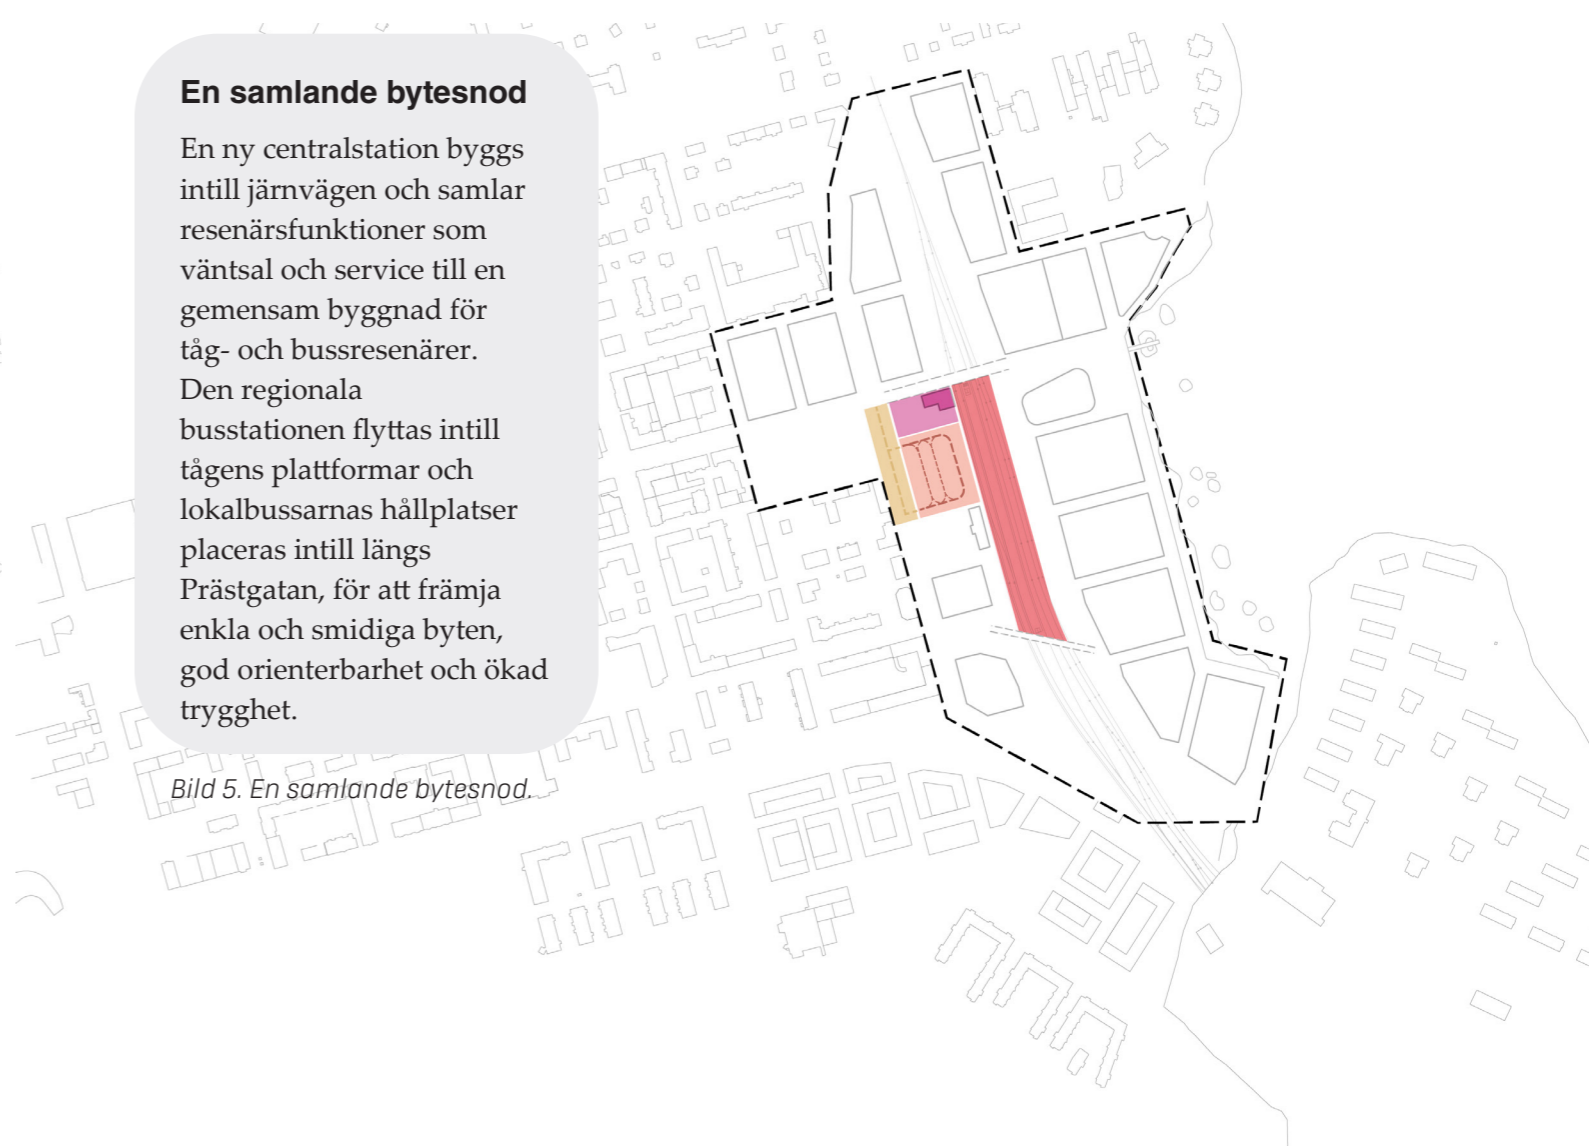 En samlande bytesnod
En ny centralstation byggs
intill järnvägen och samlar
resenärsfunktioner som
väntsal och service till en
gemensam byggnad för
tåg- och bussresenärer.
Den regionala
busstationen flyttas intill
tågens plattformar och
lokalbussarnas hållplatser
placeras intill längs
Prästgatan, för att främja
enkla och smidiga byten,
god orienterbarhet och ökad
trygghet.
Bild 5. En samlande bytesnod.